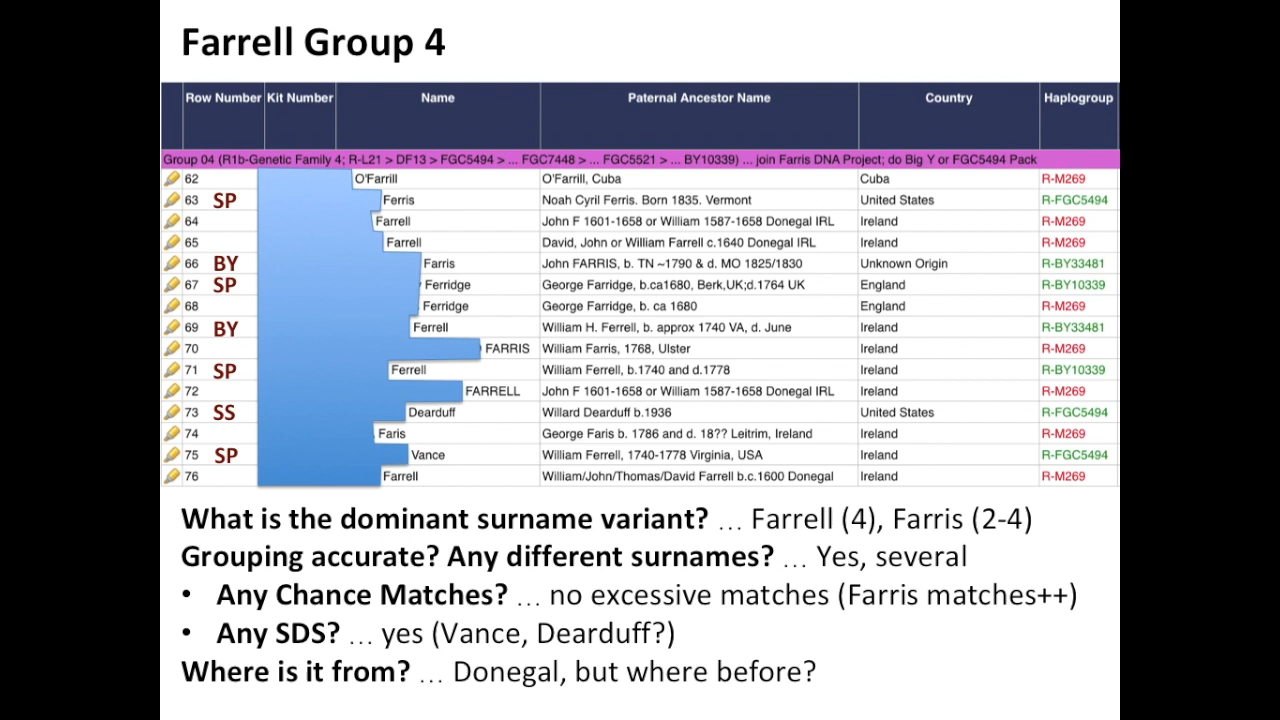 Farrell Group 4
Row Number Kit Number Name Paternal Ancestor Name Country Haplogroup
Group 04 (R1b-Genetic Family 4; R-L21 > DF13 > FGC5494 > ... FGC7448 > ... FGC5521 > ... BY10339) ... join Farris DNA Project; do Big Y or FGC5494 Pack
62 O'Farrill O'Farrill, Cuba Cuba R-M269
63 SP Ferris Noah Cyril Ferris. Born 1835. Vermont United States R-FGC5494
64 Farrell John F 1601-1658 or William 1587-1658 Donegal IRL Ireland R-M269
65 Farrell David, John or William Farrell c.1640 Donegal IRL Ireland R-M269
66 BY Farris John FARRIS, b. TN ~1790 & d. MO 1825/1830 Unknown Origin R-BY33481
67 SP Ferridge George Farridge, b.ca1680, Berk,UK;d.1764 UK England R-BY10339
68 Ferridge George Farridge, b. ca 1680 England R-M269
69 BY Ferrell William H. Ferrell, b. approx 1740 VA, d. June Ireland R-BY33481
70 FARRIS William Farris, 1768, Ulster Ireland R-M269
71 SP Ferrell William Ferrell, b.1740 and d.1778 Ireland R-BY10339
72 FARRELL John F 1601-1658 or William 1587-1658 Donegal IRL Ireland R-M269
73 SS Dearduff Willard Dearduff b.1936 United States R-FGC5494
74 Faris George Faris b. 1786 and d. 18?? Leitrim, Ireland Ireland R-M269
75 SP Vance William Ferrell, 1740-1778 Virginia, USA Ireland R-FGC5494
76 Farrell William/John/Thomas/David Farrell b.c.1600 Donegal Ireland R-M269
What is the dominant surname variant? ... Farrell (4), Farris (2-4)
Grouping accurate? Any different surnames? ... Yes, several
• Any Chance Matches? ... no excessive matches (Farris matches++)
• Any SDS? ... yes (Vance, Dearduff?)
Where is it from? ... Donegal, but where before?